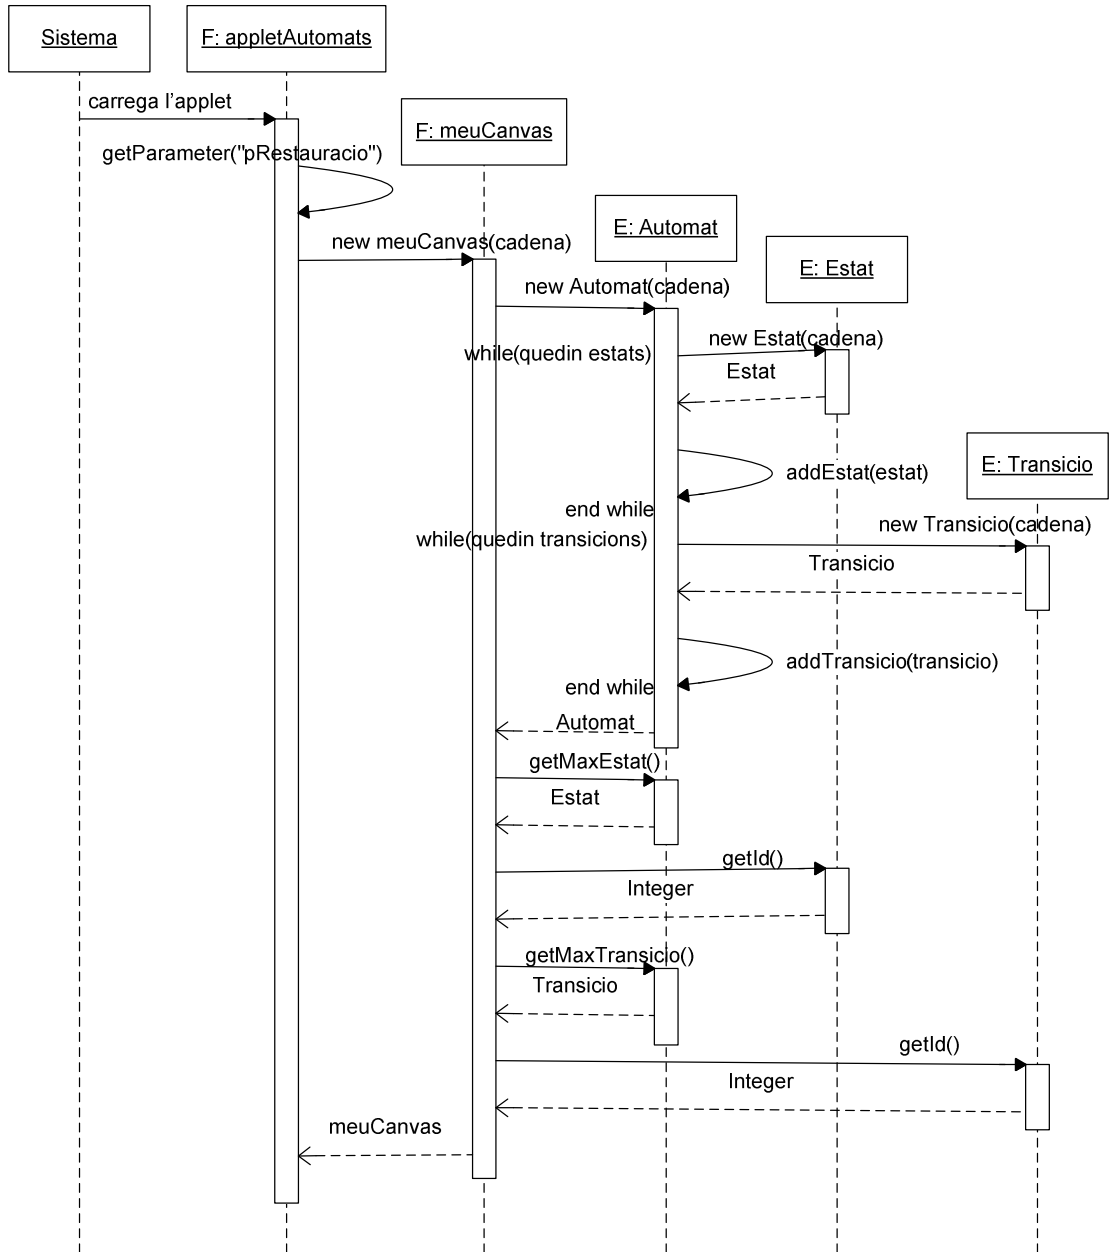 Sistema
F: appletAutomats
carrega l'applet
F: meuCanvas
getParameter("pRestauracio")
E: Automat
new meuCanvas(cadena)
E: Estat
new Automat(cadena)
new Estat(cadena)
while(quedin estats)
Estat
E: Transicio
addEstat(estat)
end while
new Transicio(cadena)
while(quedin transicions)
Transicio
addTransicio(transicio)
end while
Automat
getMaxEstat()
Estat
getId()
Integer
getMaxTransicio()
Transicio
getId()
Integer
meuCanvas